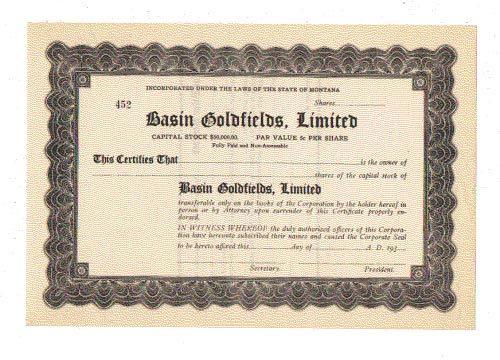 INCORPORATED UNDER THE LAWS OF THE STATE OF MONTANA
452
Shares
Basin Goldfields, Limited
CAPITAL STOCK $50,000.00. PAR VALUE 5c PER SHARE
Fully Paid and Non-Assessable
This Certifies That is the owner of
shares of the capital stock of
Basin Goldfields, Limited
transferable only on the books of the Corporation by the holder hereof in
person or by Attorney upon surrender of this Certificate properly en-
dorsed.
IN WITNESS WHEREOF the duly authorized officers of this Corpora-
tion have hereunto subscribed their names and caused the Corporate Seal
to be hereto affixed this day of A. D. 193
Secretary. President.